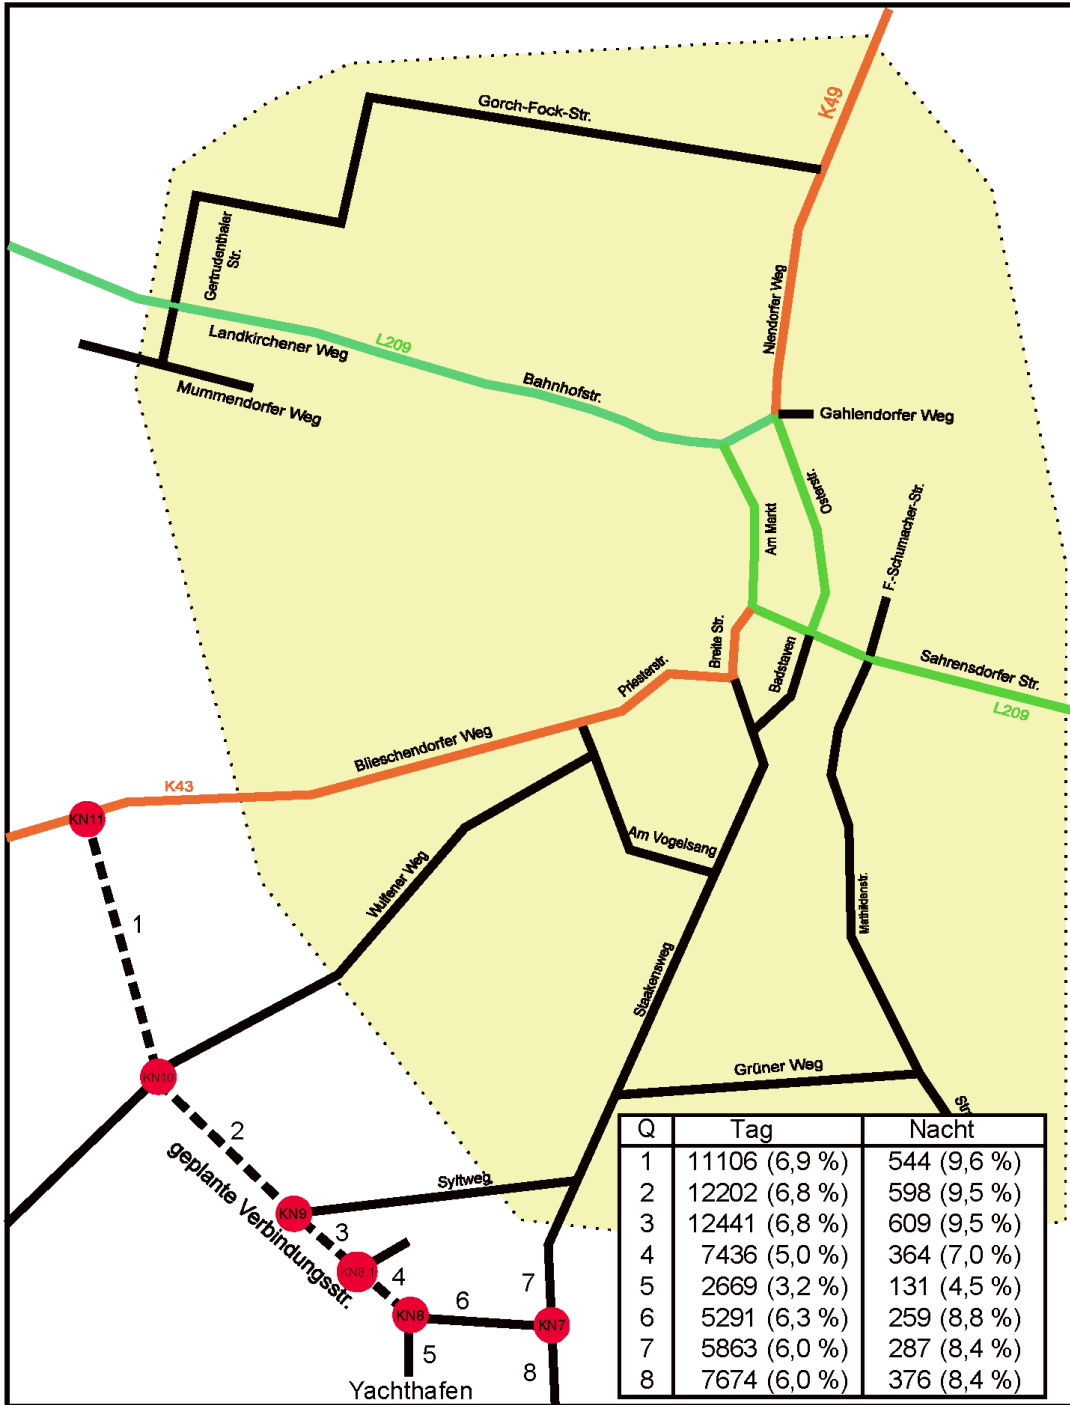 K49
Gorch-Fock-Str.
Gertrudenthaler
Str.
Niendorfer Weg
L209
Landkirchener Weg
Bahnhofstr.
Mummendorfer Weg
Gahlendorfer Weg
Osterstr.
Am Markt
F.-Schumacher-Str.
Breite Str.
Badstaven
Priesterstr.
Sahrensdorfer Str.
L209
Blieschendorfer Weg
K43
KN11
Am Vogelsang
Wulfener Weg
Mathildenstr.
1
Staakensweg
Grüner Weg
KN10
2
geplante Verbindungsstr.
Syltweg
KN9
3
KN8.1
4
KN8
6
7
KN7
5
8
Yachthafen
Q Tag Nacht
1 11106 (6,9 %) 544 (9,6 %)
2 12202 (6,8 %) 598 (9,5 %)
3 12441 (6,8 %) 609 (9,5 %)
4 7436 (5,0 %) 364 (7,0 %)
5 2669 (3,2 %) 131 (4,5 %)
6 5291 (6,3 %) 259 (8,8 %)
7 5863 (6,0 %) 287 (8,4 %)
8 7674 (6,0 %) 376 (8,4 %)